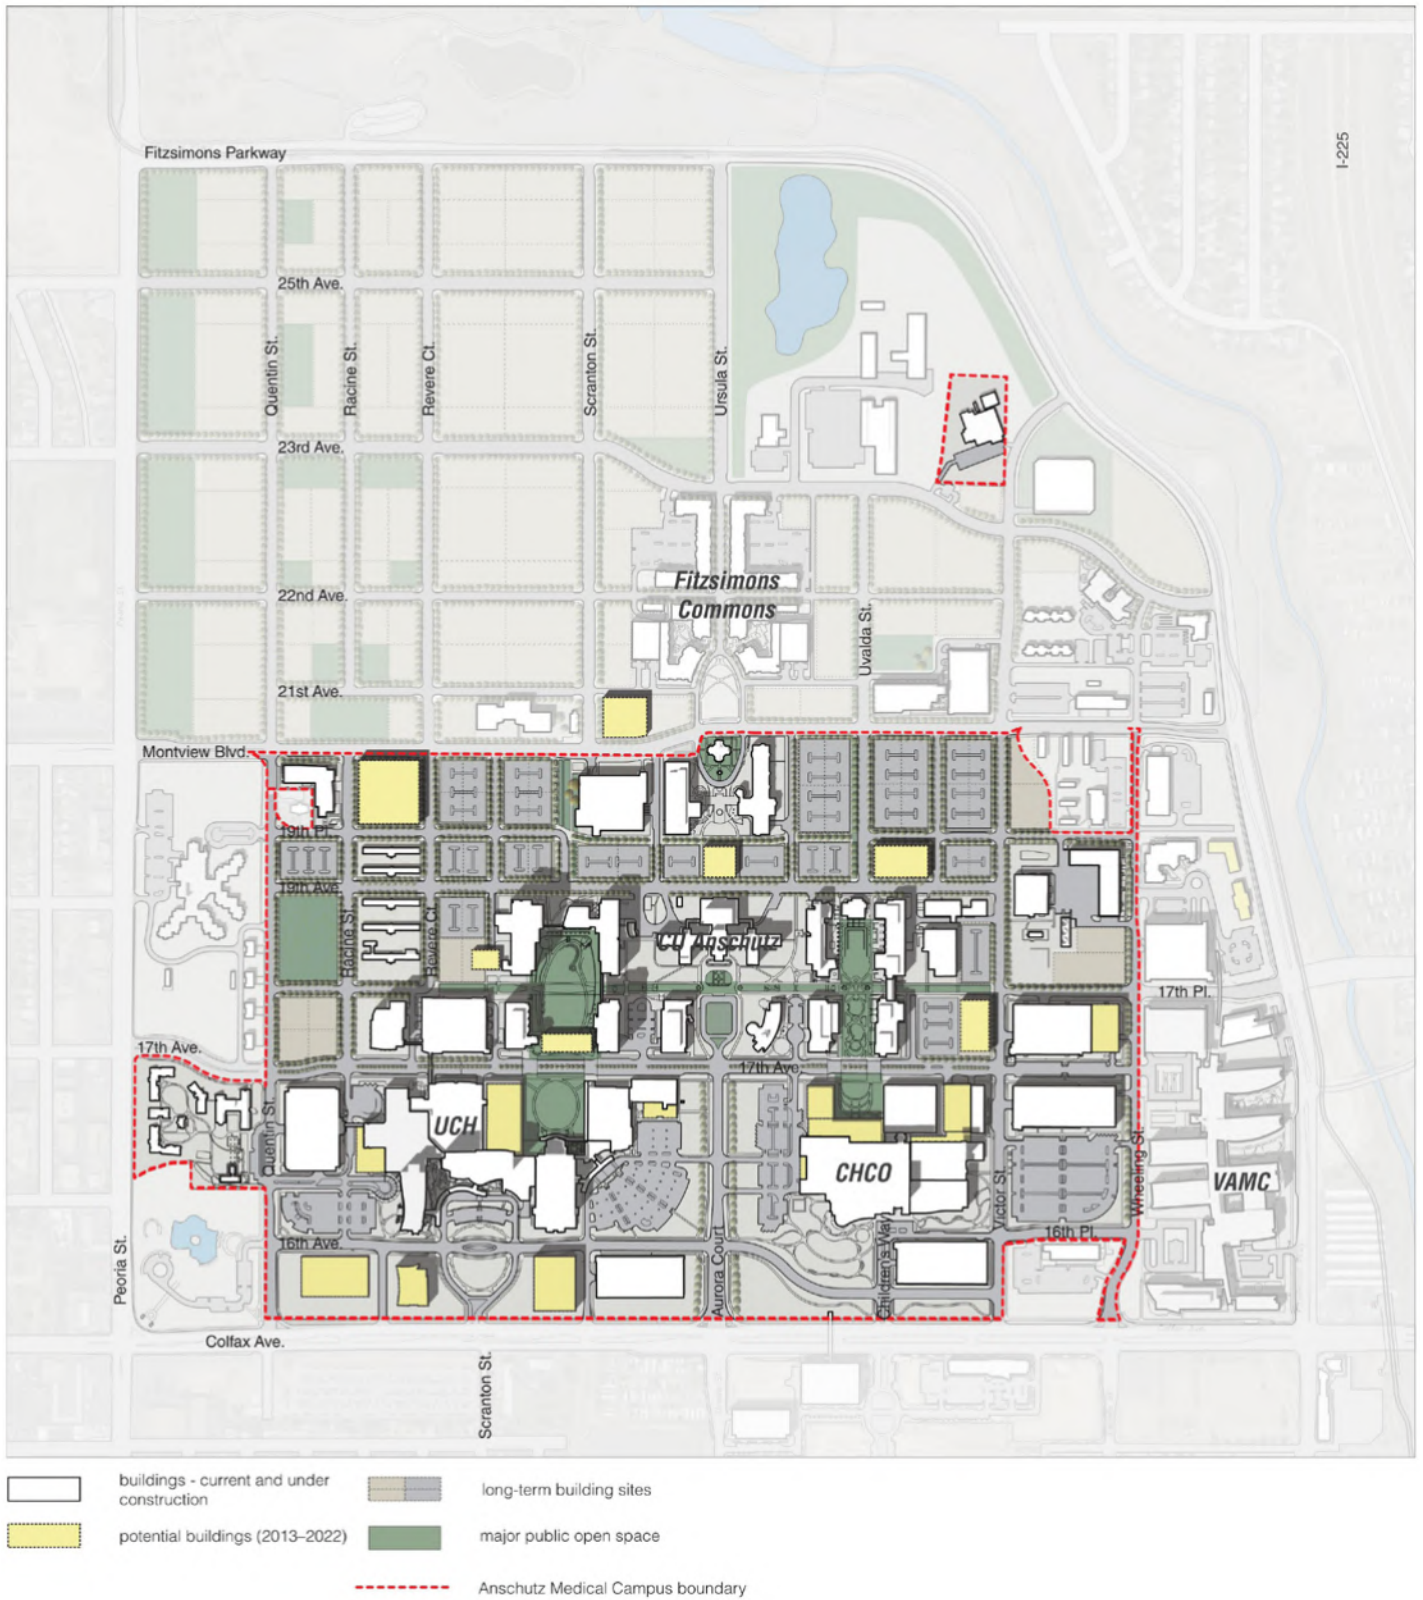 Fitzsimons Parkway
I-225
25th Ave.
Quentin St.
Racine St.
Revere Ct.
Scranton St.
Ursula St.
23rd Ave.
Fitzsimons
Commons
22nd Ave.
Uvalda St.
21st Ave.
Montview Blvd.
19th Pl.
19th Ave.
Racine St.
Revere Ct.
CU Anschutz
17th Pl.
17th Ave.
17th Ave.
Quentin St.
UCH
CHCO
Victor St.
Wheeling St.
VAMC
16th Pl.
16th Ave.
Peoria St.
Aurora Court
Children's Way
Colfax Ave.
Scranton St.
buildings - current and under
construction
long-term building sites
potential buildings (2013–2022)
major public open space
Anschutz Medical Campus boundary